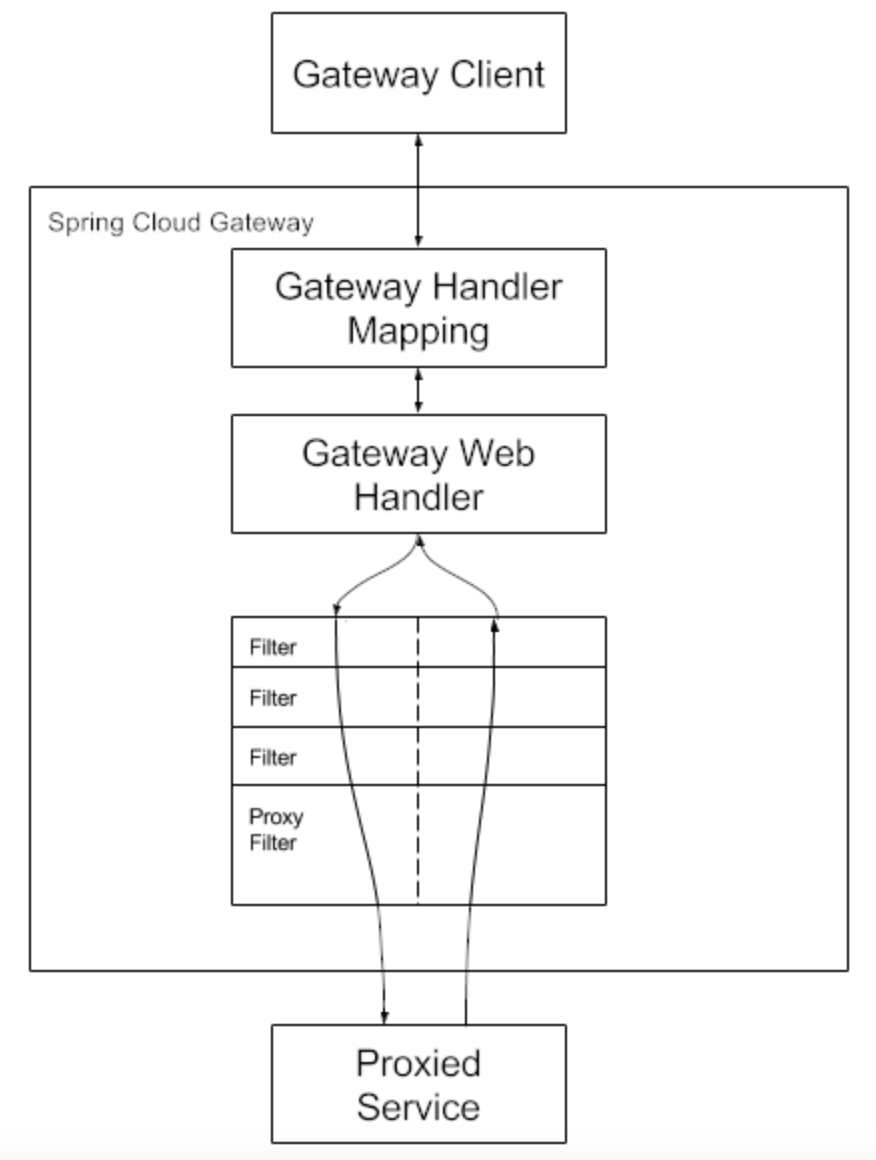 Gateway Client
Spring Cloud Gateway
Gateway Handler
Mapping
Gateway Web
Handler
Filter
Filter
Filter
Proxy
Filter
Proxied
Service